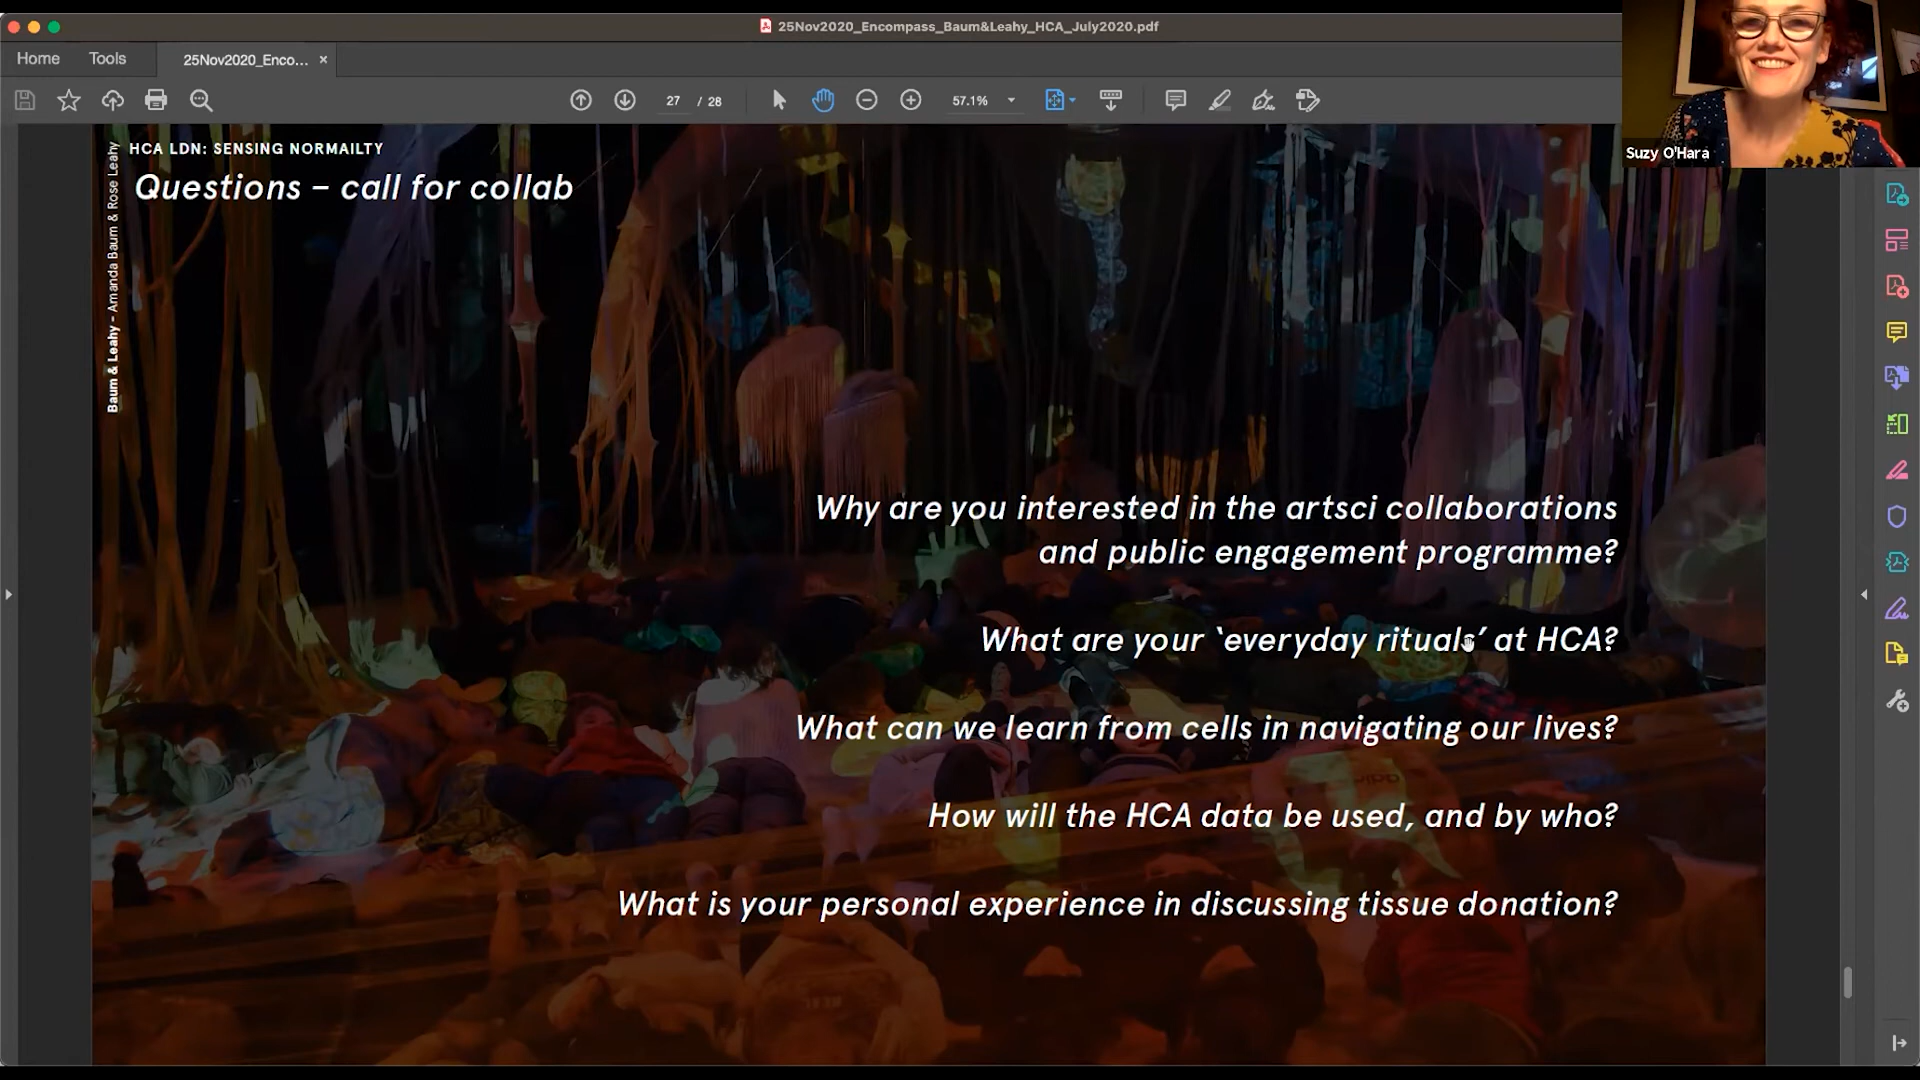 25Nov2020_Encompass_Baum&Leahy_HCA_July2020.pdf
Home
Tools
25Nov2020_Enco...
27 / 28
57.1%
Suzy O'Hara
HCA LDN: SENSING NORMAILTY
Questions – call for collab
Baum & Leahy - Amanda Baum & Rose Leahy
Why are you interested in the artsci collaborations
and public engagement programme?
What are your ‘everyday rituals’ at HCA?
What can we learn from cells in navigating our lives?
How will the HCA data be used, and by who?
What is your personal experience in discussing tissue donation?